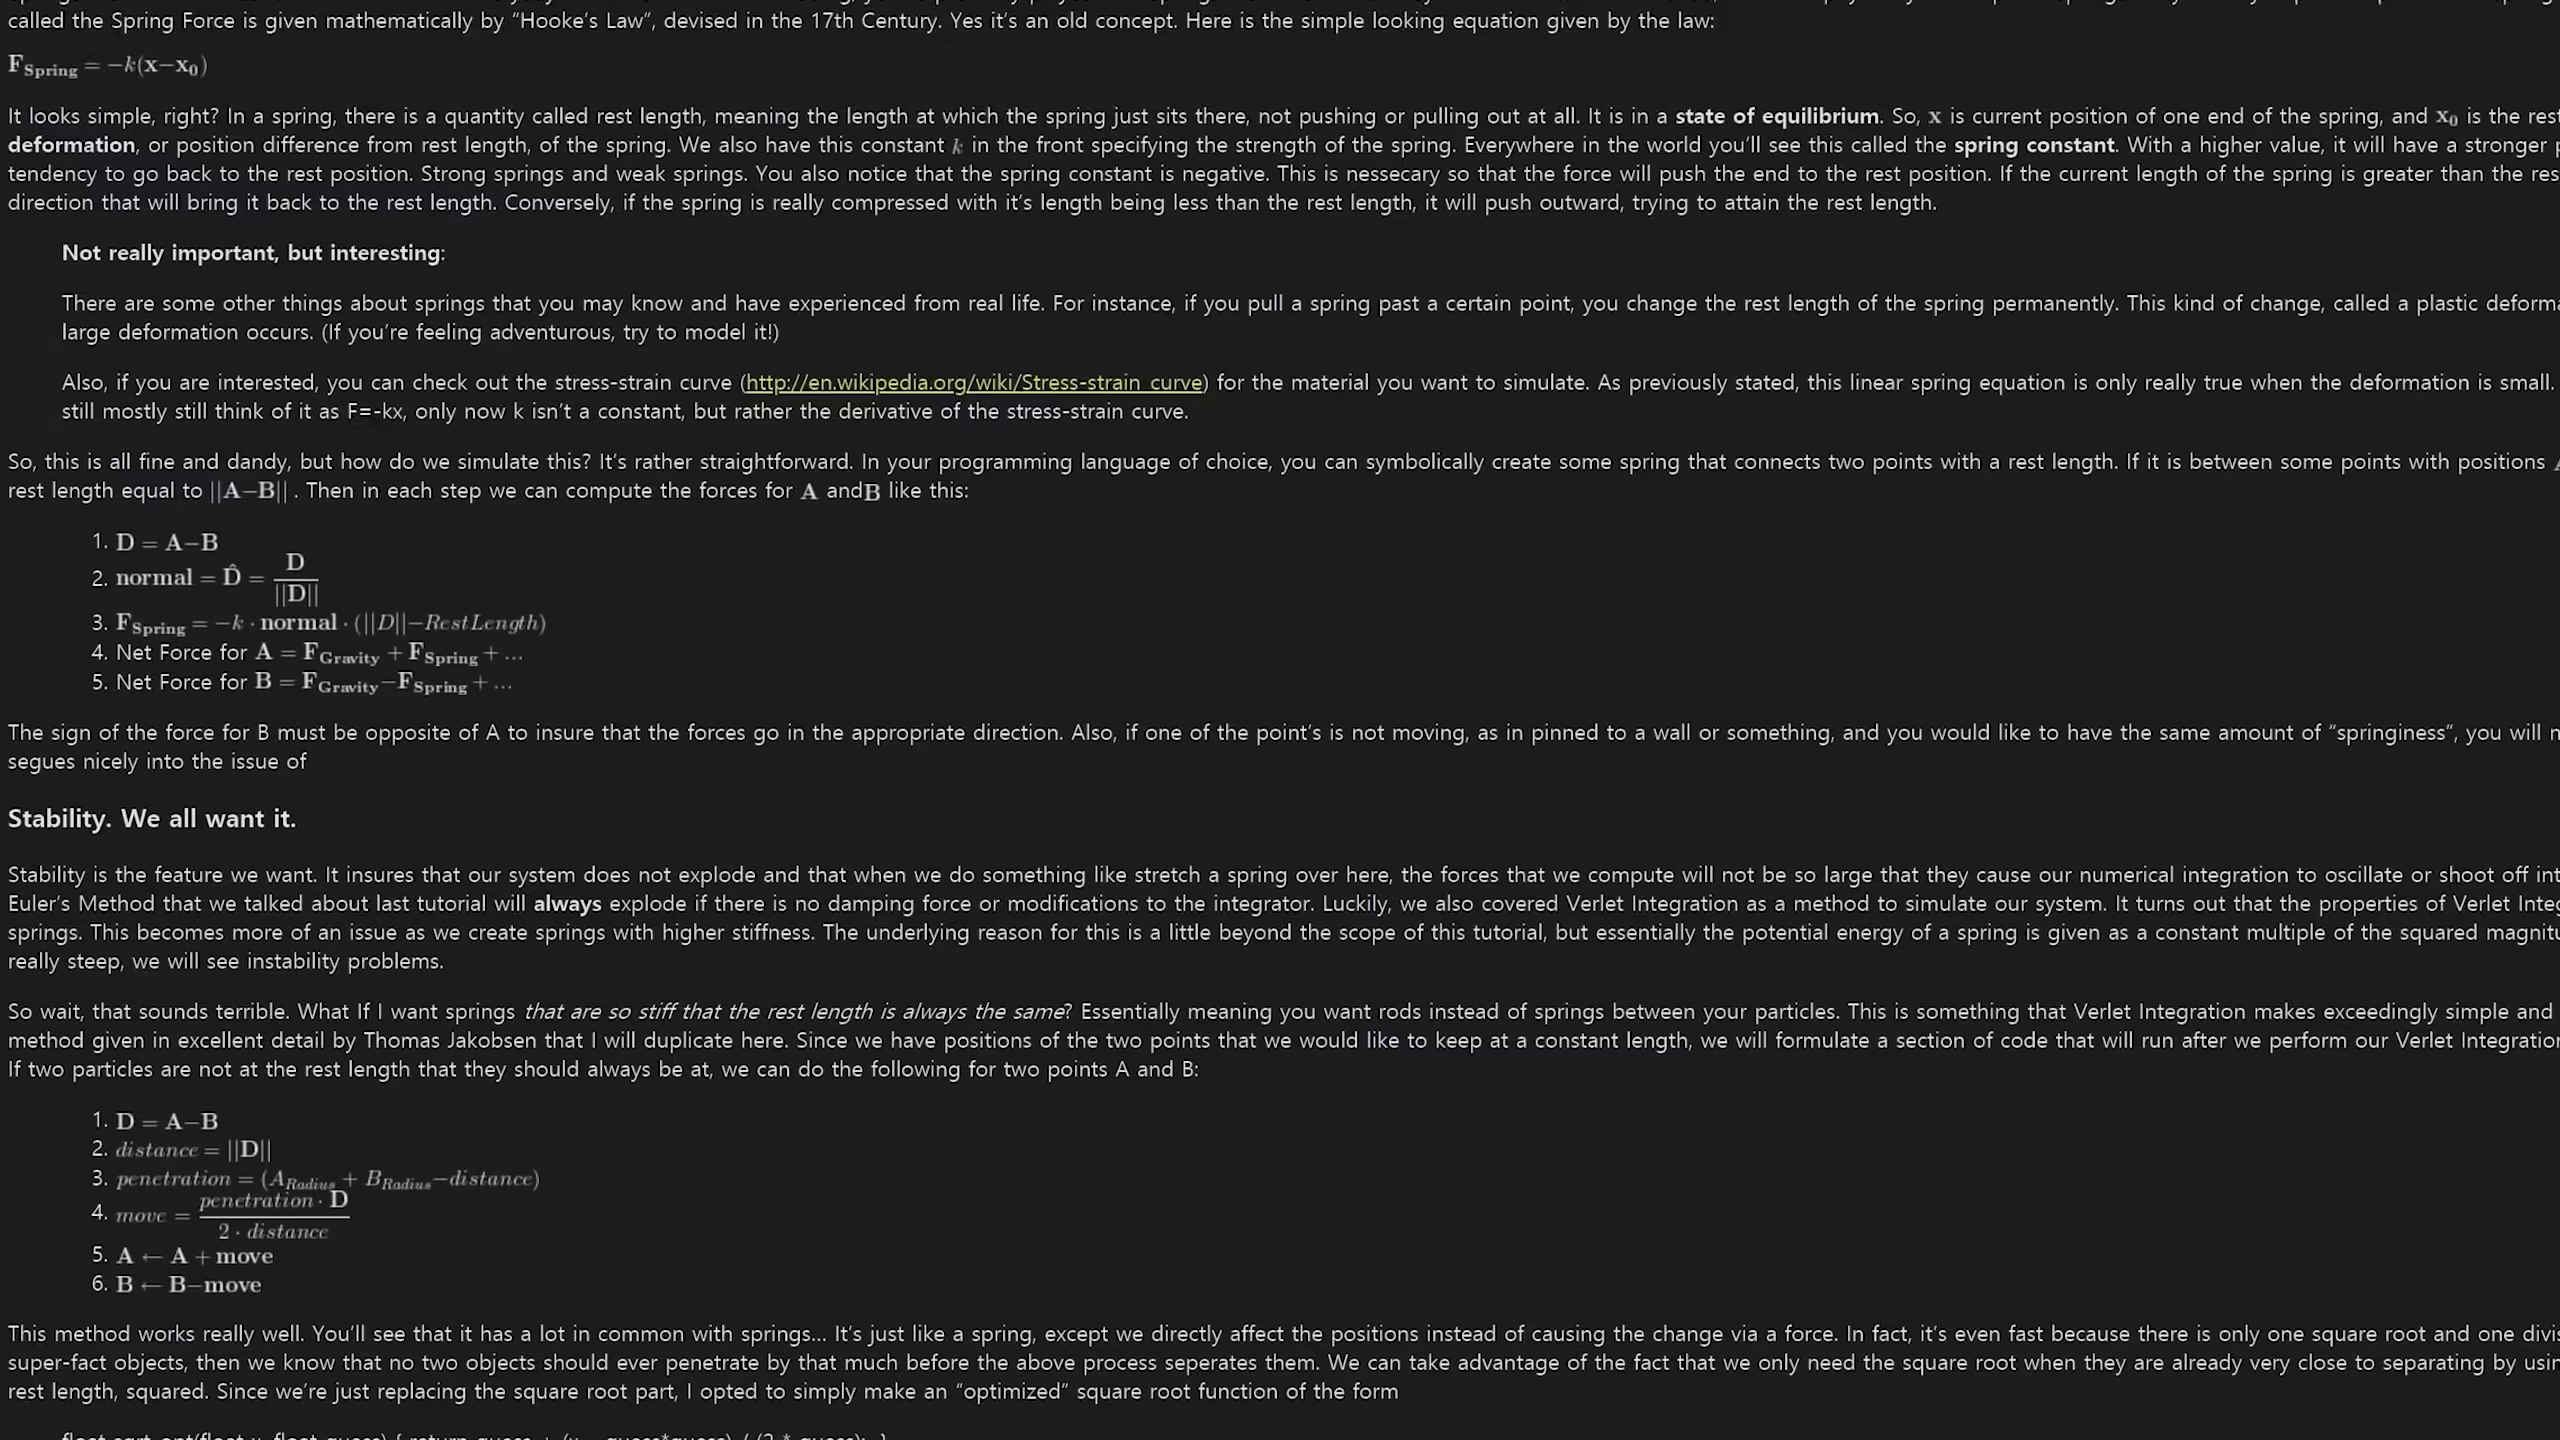 called the Spring Force is given mathematically by “Hooke’s Law”, devised in the 17th Century. Yes it’s an old concept. Here is the simple looking equation given by the law:
F_Spring = −k(x−x₀)
It looks simple, right? In a spring, there is a quantity called rest length, meaning the length at which the spring just sits there, not pushing or pulling out at all. It is in a state of equilibrium. So, x is current position of one end of the spring, and x₀ is the rest
deformation, or position difference from rest length, of the spring. We also have this constant k in the front specifying the strength of the spring. Everywhere in the world you’ll see this called the spring constant. With a higher value, it will have a stronger
tendency to go back to the rest position. Strong springs and weak springs. You also notice that the spring constant is negative. This is nessecary so that the force will push the end to the rest position. If the current length of the spring is greater than the res
direction that will bring it back to the rest length. Conversely, if the spring is really compressed with it’s length being less than the rest length, it will push outward, trying to attain the rest length.
Not really important, but interesting:
There are some other things about springs that you may know and have experienced from real life. For instance, if you pull a spring past a certain point, you change the rest length of the spring permanently. This kind of change, called a plastic deforma
large deformation occurs. (If you’re feeling adventurous, try to model it!)
Also, if you are interested, you can check out the stress-strain curve (http://en.wikipedia.org/wiki/Stress-strain_curve) for the material you want to simulate. As previously stated, this linear spring equation is only really true when the deformation is small.
still mostly still think of it as F=-kx, only now k isn’t a constant, but rather the derivative of the stress-strain curve.
So, this is all fine and dandy, but how do we simulate this? It’s rather straightforward. In your programming language of choice, you can symbolically create some spring that connects two points with a rest length. If it is between some points with positions
rest length equal to ||A−B|| . Then in each step we can compute the forces for A andB like this:
1. D = A−B
2. normal = D̂ = D / ||D||
3. F_Spring = −k · normal · (||D||−RestLength)
4. Net Force for A = F_Gravity + F_Spring + ...
5. Net Force for B = F_Gravity−F_Spring + ...
The sign of the force for B must be opposite of A to insure that the forces go in the appropriate direction. Also, if one of the point’s is not moving, as in pinned to a wall or something, and you would like to have the same amount of “springiness”, you will
segues nicely into the issue of
Stability. We all want it.
Stability is the feature we want. It insures that our system does not explode and that when we do something like stretch a spring over here, the forces that we compute will not be so large that they cause our numerical integration to oscillate or shoot off int
Euler’s Method that we talked about last tutorial will always explode if there is no damping force or modifications to the integrator. Luckily, we also covered Verlet Integration as a method to simulate our system. It turns out that the properties of Verlet Integ
springs. This becomes more of an issue as we create springs with higher stiffness. The underlying reason for this is a little beyond the scope of this tutorial, but essentially the potential energy of a spring is given as a constant multiple of the squared magnitu
really steep, we will see instability problems.
So wait, that sounds terrible. What If I want springs that are so stiff that the rest length is always the same? Essentially meaning you want rods instead of springs between your particles. This is something that Verlet Integration makes exceedingly simple and
method given in excellent detail by Thomas Jakobsen that I will duplicate here. Since we have positions of the two points that we would like to keep at a constant length, we will formulate a section of code that will run after we perform our Verlet Integration
If two particles are not at the rest length that they should always be at, we can do the following for two points A and B:
1. D = A−B
2. distance = ||D||
3. penetration = (A_Radius + B_Radius−distance)
4. move = penetration · D / 2 · distance
5. A ← A + move
6. B ← B−move
This method works really well. You’ll see that it has a lot in common with springs... It’s just like a spring, except we directly affect the positions instead of causing the change via a force. In fact, it’s even fast because there is only one square root and one divis
super-fact objects, then we know that no two objects should ever penetrate by that much before the above process seperates them. We can take advantage of the fact that we only need the square root when they are already very close to separating by usin
rest length, squared. Since we’re just replacing the square root part, I opted to simply make an “optimized” square root function of the form